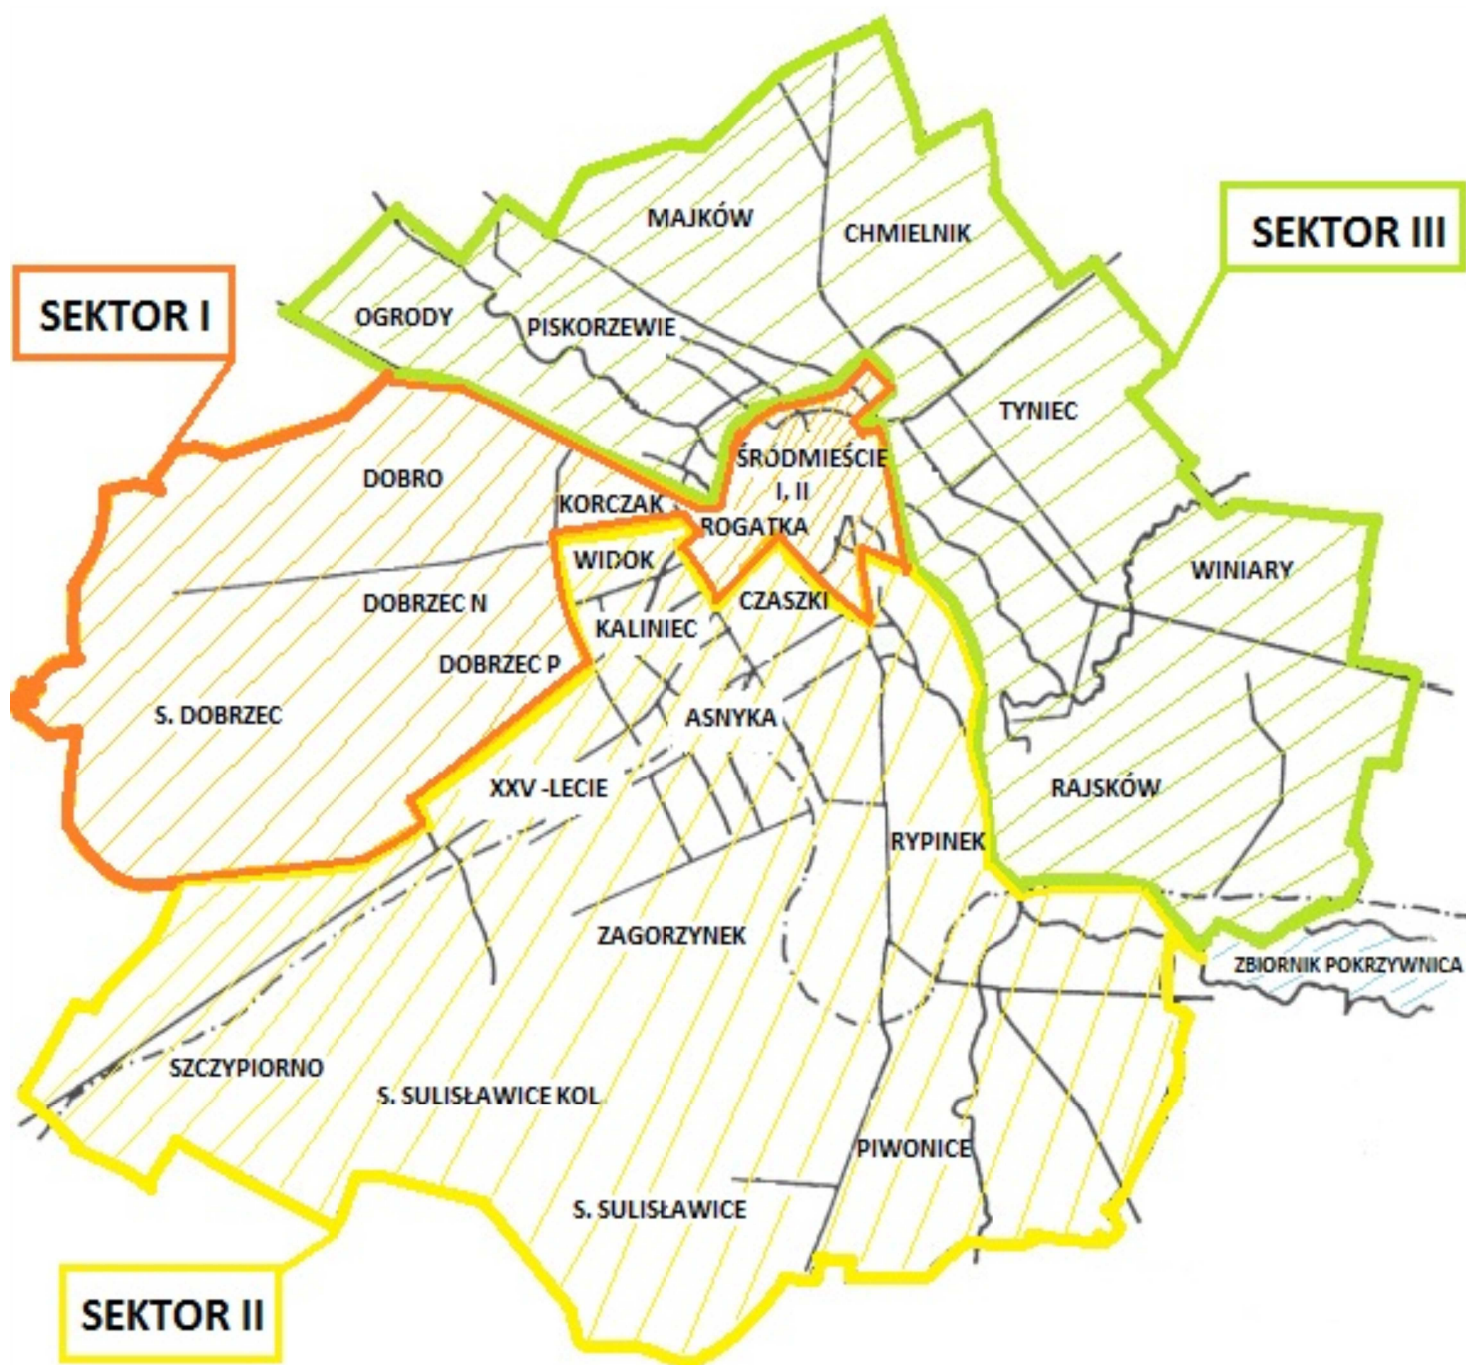 MAJKÓW
CHMIELNIK
SEKTOR III
SEKTOR I
OGRODY
PISKORZEWIE
TYNIEC
ŚRÓDMIEŚCIE
I, II
DOBRO
KORCZAK
ROGATKA
WIDOK
WINIARY
DOBRZEC N
CZASZKI
KALINIEC
DOBRZEC P
S. DOBRZEC
ASNYKA
XXV -LECIE
RAJSKÓW
RYPINEK
ZAGORZYNEK
ZBIORNIK POKRZYWNICA
SZCZYPIORNO
S. SULISŁAWICE KOL.
PIWONICE
S. SULISŁAWICE
SEKTOR II